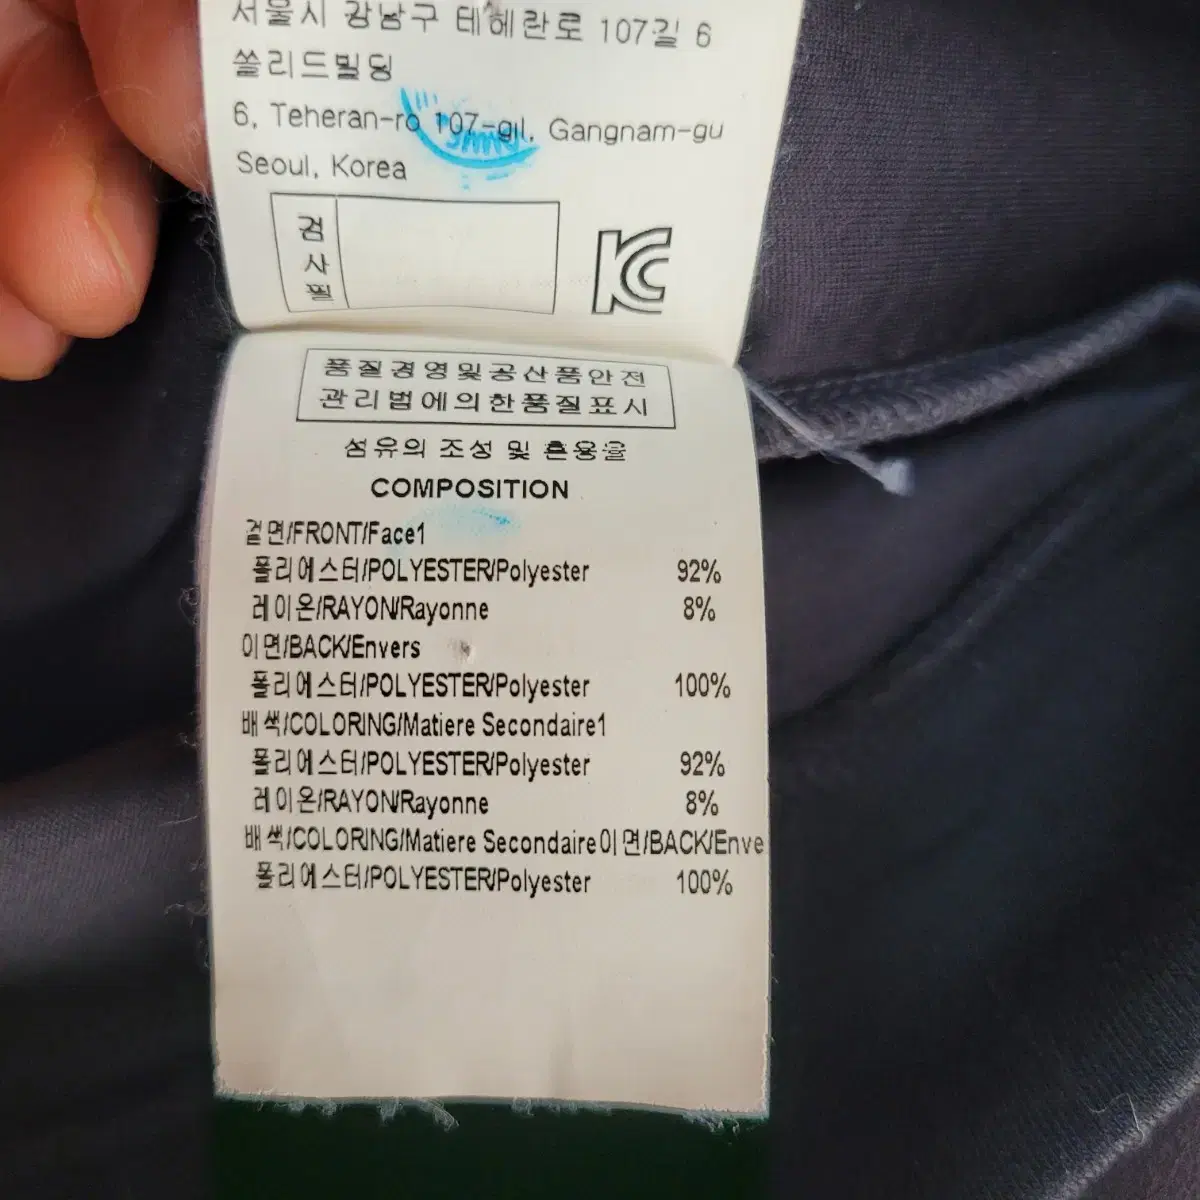 서울시 강남구 테헤란로 107길 6
쏠리드빌딩
6, Teheran-ro 107-gil, Gangnam-gu
Seoul, Korea
검
사
필
KC
품질경영및공산품안전
관리법에의한품질표시
섬유의 조성 및 혼용율
COMPOSITION
겉면/FRONT/Face1
폴리에스터/POLYESTER/Polyester 92%
레이온/RAYON/Rayonne 8%
이면/BACK/Envers
폴리에스터/POLYESTER/Polyester 100%
배색/COLORING/Matiere Secondaire1
폴리에스터/POLYESTER/Polyester 92%
레이온/RAYON/Rayonne 8%
배색/COLORING/Matiere Secondaire이면/BACK/Enve
폴리에스터/POLYESTER/Polyester 100%